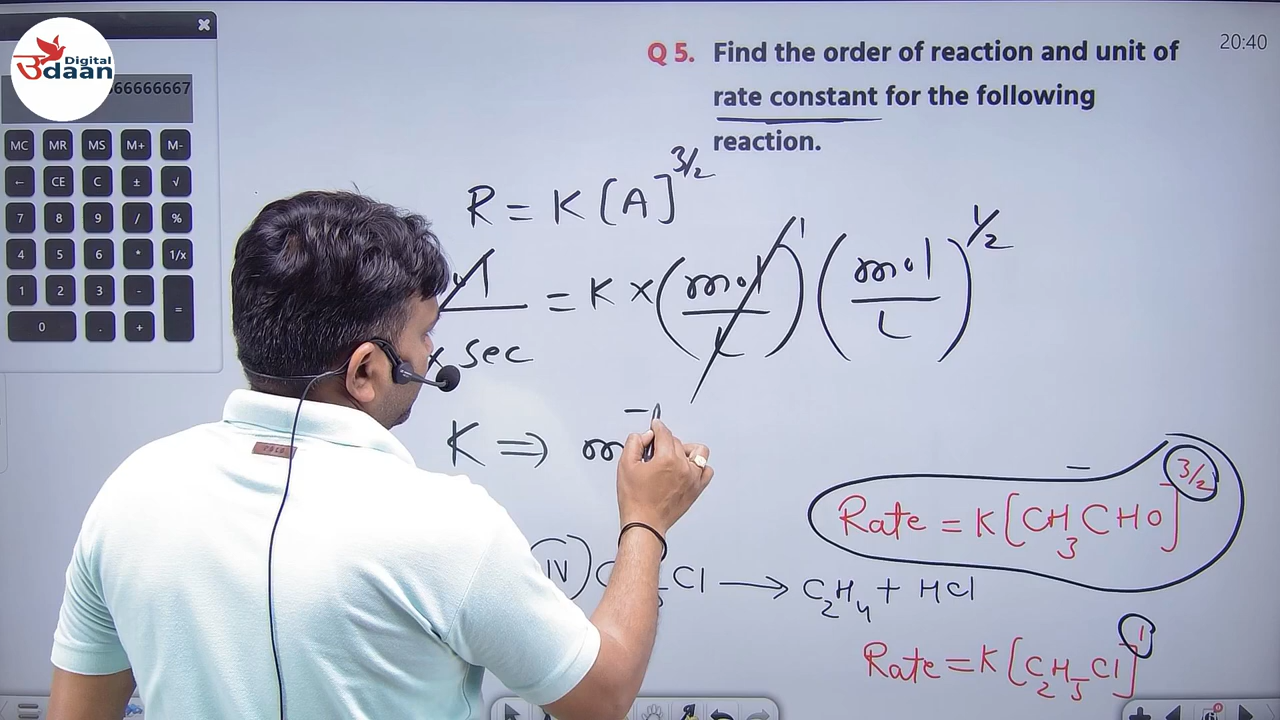 उdaan
Digital
66666667
MC MR MS M+ M-
← CE C ± √
7 8 9 / %
4 5 6 * 1/x
1 2 3 - =
0 . +
20:40
Q 5. Find the order of reaction and unit of
rate constant for the following
reaction.
R = K [A]^3/2
sec = K × (mol/L)^1 (mol/L)^1/2
K ⇒
Rate = K[CH₃CHO]^3/2
IV) Cl → C₂H₄ + HCl
Rate = K[C₂H₅Cl]^1